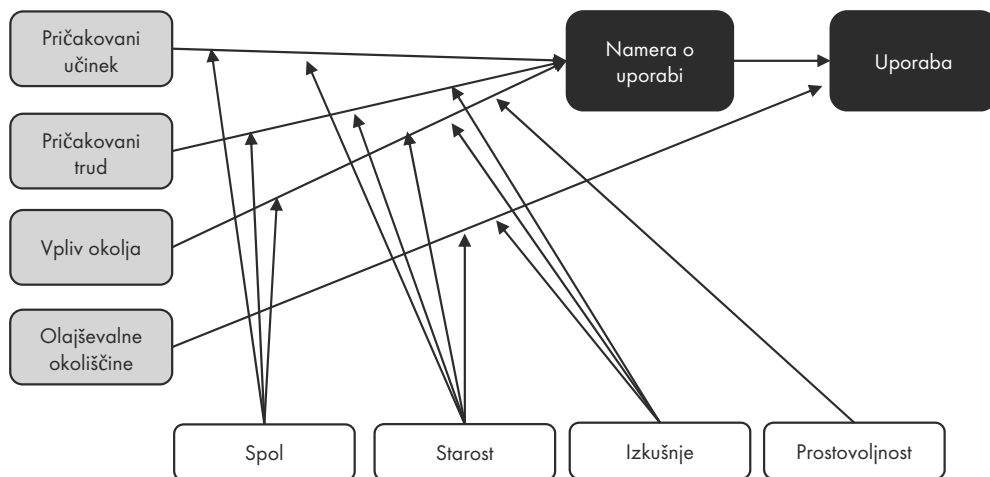 Pričakovani
učinek
Namera o
uporabi
Uporaba
Pričakovani
trud
Vpliv okolja
Olajševalne
okoliščine
Spol
Starost
Izkušnje
Prostovoljnost